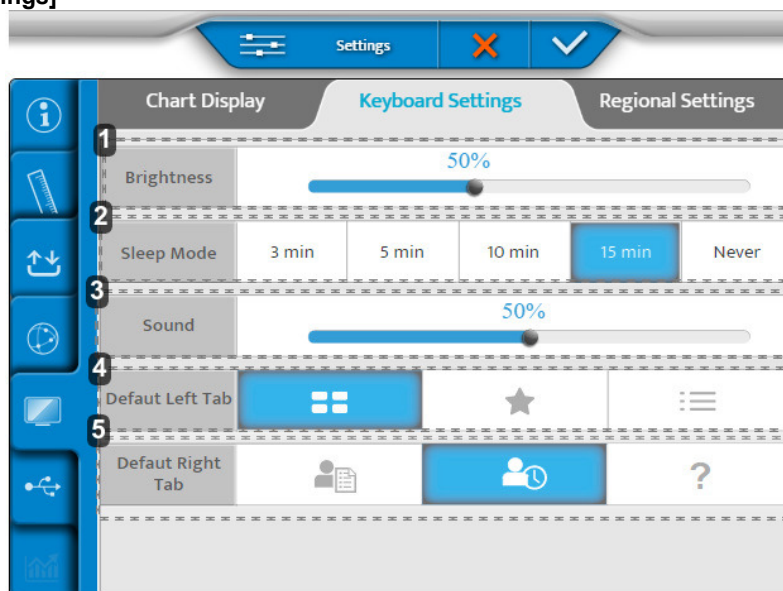 ings]
Settings
Chart Display Keyboard Settings Regional Settings
1
50%
Brightness
2
Sleep Mode 3 min 5 min 10 min 15 min Never
3
50%
Sound
4
Defaut Left Tab
5
Defaut Right
Tab
?